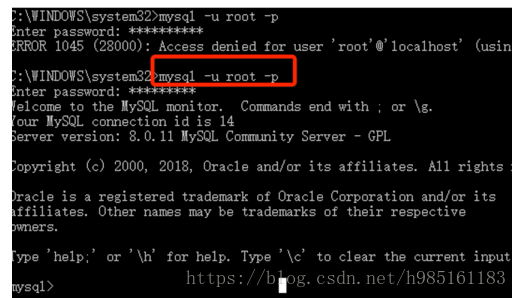 C:\WINDOWS\system32>mysql -u root -p
Enter password: **********
ERROR 1045 (28000): Access denied for user 'root'@'localhost' (usin
C:\WINDOWS\system32>mysql -u root -p
Enter password: *********
Welcome to the MySQL monitor.  Commands end with ; or \g.
Your MySQL connection id is 14
Server version: 8.0.11 MySQL Community Server - GPL
Copyright (c) 2000, 2018, Oracle and/or its affiliates. All rights
Oracle is a registered trademark of Oracle Corporation and/or its
affiliates. Other names may be trademarks of their respective
owners.
Type 'help;' or '\h' for help. Type '\c' to clear the current input
https://blog.csdn.net/h985161183
mysql>